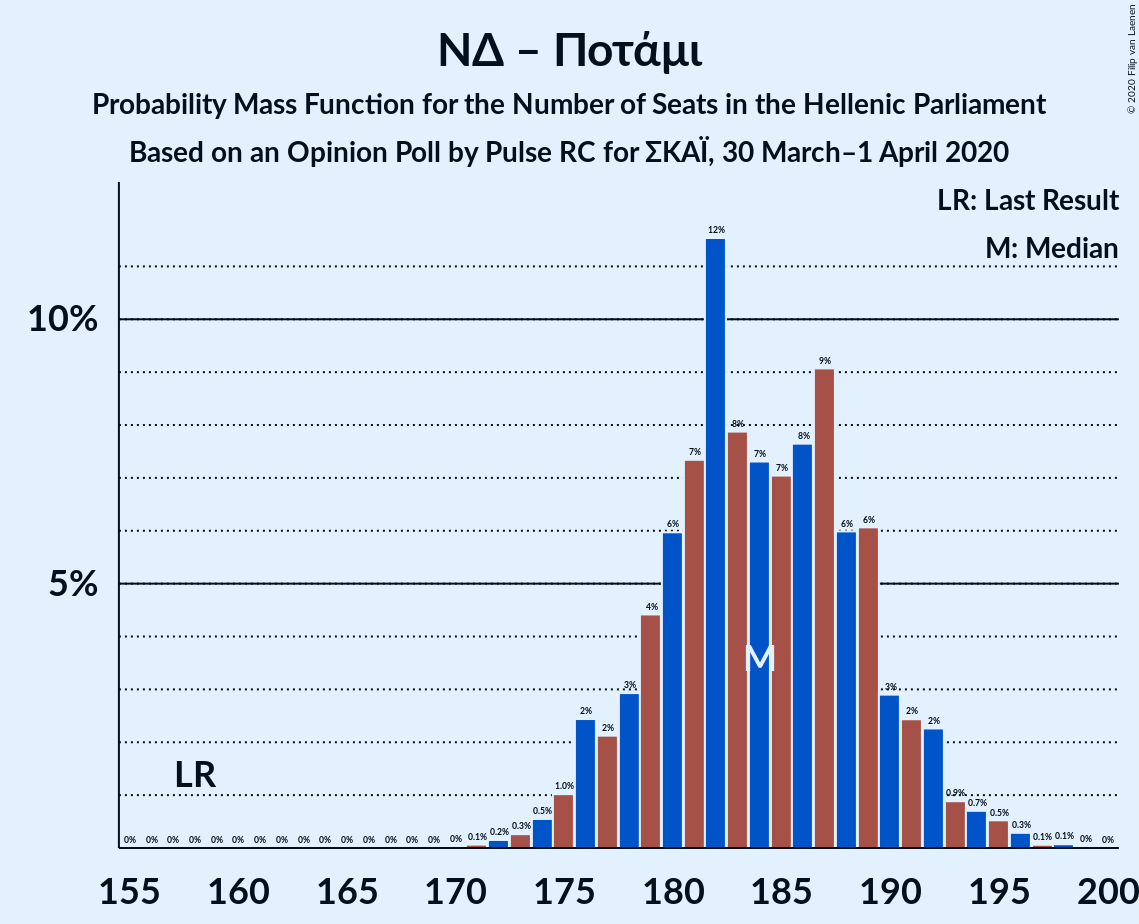 ΝΔ – Ποτάμι
Probability Mass Function for the Number of Seats in the Hellenic Parliament
Based on an Opinion Poll by Pulse RC for ΣΚΑΪ, 30 March–1 April 2020
© 2020 Filip van Laenen
LR: Last Result
M: Median
10%
5%
LR
M
0% 0% 0% 0% 0% 0% 0% 0% 0% 0% 0% 0% 0% 0% 0% 0% 0.1% 0.2% 0.3% 0.5% 1.0% 2% 2% 3% 4% 6% 7% 12% 8% 7% 7% 8% 9% 6% 6% 3% 2% 2% 0.9% 0.7% 0.5% 0.3% 0.1% 0.1% 0% 0%
155 160 165 170 175 180 185 190 195 200